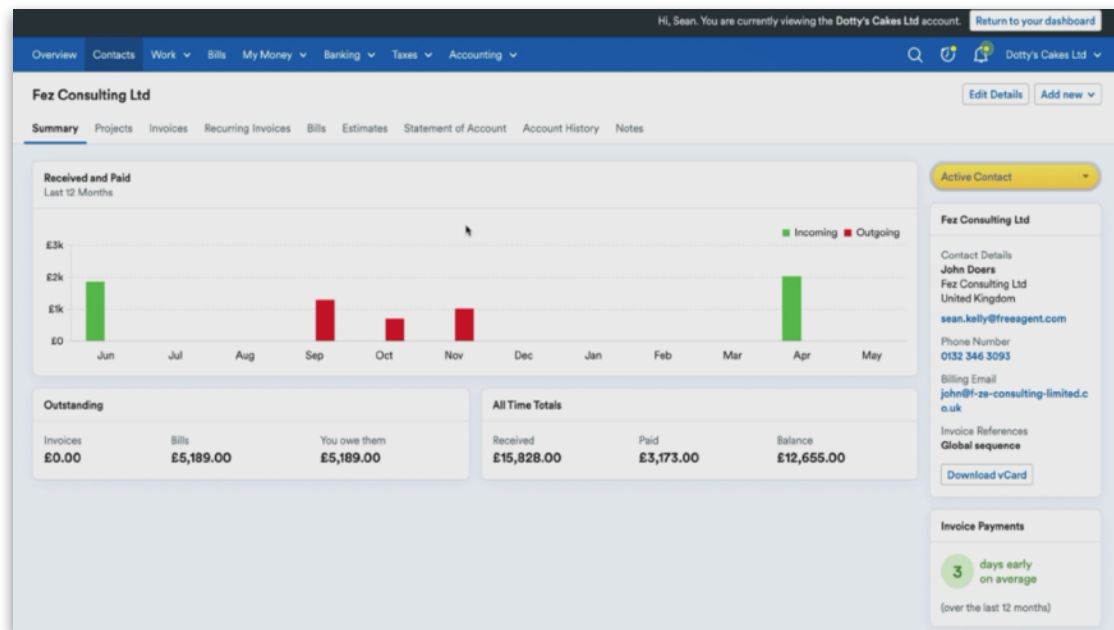 Hi, Sean. You are currently viewing the Dotty's Cakes Ltd account. Return to your dashboard
Overview Contacts Work Bills My Money Banking Taxes Accounting Dotty's Cakes Ltd
Fez Consulting Ltd
Edit Details Add new
Summary Projects Invoices Recurring Invoices Bills Estimates Statement of Account Account History Notes
Received and Paid
Last 12 Months
Incoming Outgoing
£3k
£2k
£1k
£0
Jun Jul Aug Sep Oct Nov Dec Jan Feb Mar Apr May
Outstanding
Invoices Bills You owe them
£0.00 £5,189.00 £5,189.00
All Time Totals
Received Paid Balance
£15,828.00 £3,173.00 £12,655.00
Active Contact
Fez Consulting Ltd
Contact Details
John Doers
Fez Consulting Ltd
United Kingdom
sean.kelly@freeagent.com
Phone Number
0132 346 3093
Billing Email
john@f-ze-consulting-limited.c
o.uk
Invoice References
Global sequence
Download vCard
Invoice Payments
3 days early
on average
(over the last 12 months)